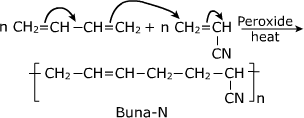 n CH₂=CH-CH=CH₂ + n CH₂=CH Peroxide
CN heat
[CH₂-CH=CH-CH₂-CH₂-CH]n
CN
Buna-N